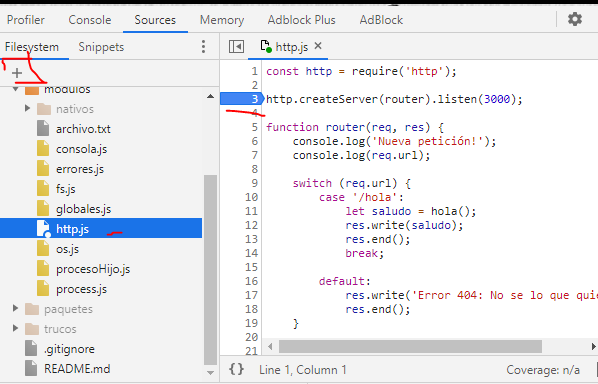 Profiler Console Sources Memory Adblock Plus AdBlock
Filesystem Snippets
http.js
+
modulos
nativos
archivo.txt
consola.js
errores.js
fs.js
globales.js
http.js
os.js
procesoHijo.js
process.js
paquetes
trucos
.gitignore
README.md
1 const http = require('http');
2
3 http.createServer(router).listen(3000);
4
5 function router(req, res) {
6 console.log('Nueva petición!');
7 console.log(req.url);
8
9 switch (req.url) {
10 case '/hola':
11 let saludo = hola();
12 res.write(saludo);
13 res.end();
14 break;
15
16 default:
17 res.write('Error 404: No se lo que quie
18 res.end();
19 }
20
21
{} Line 1, Column 1 Coverage: n/a